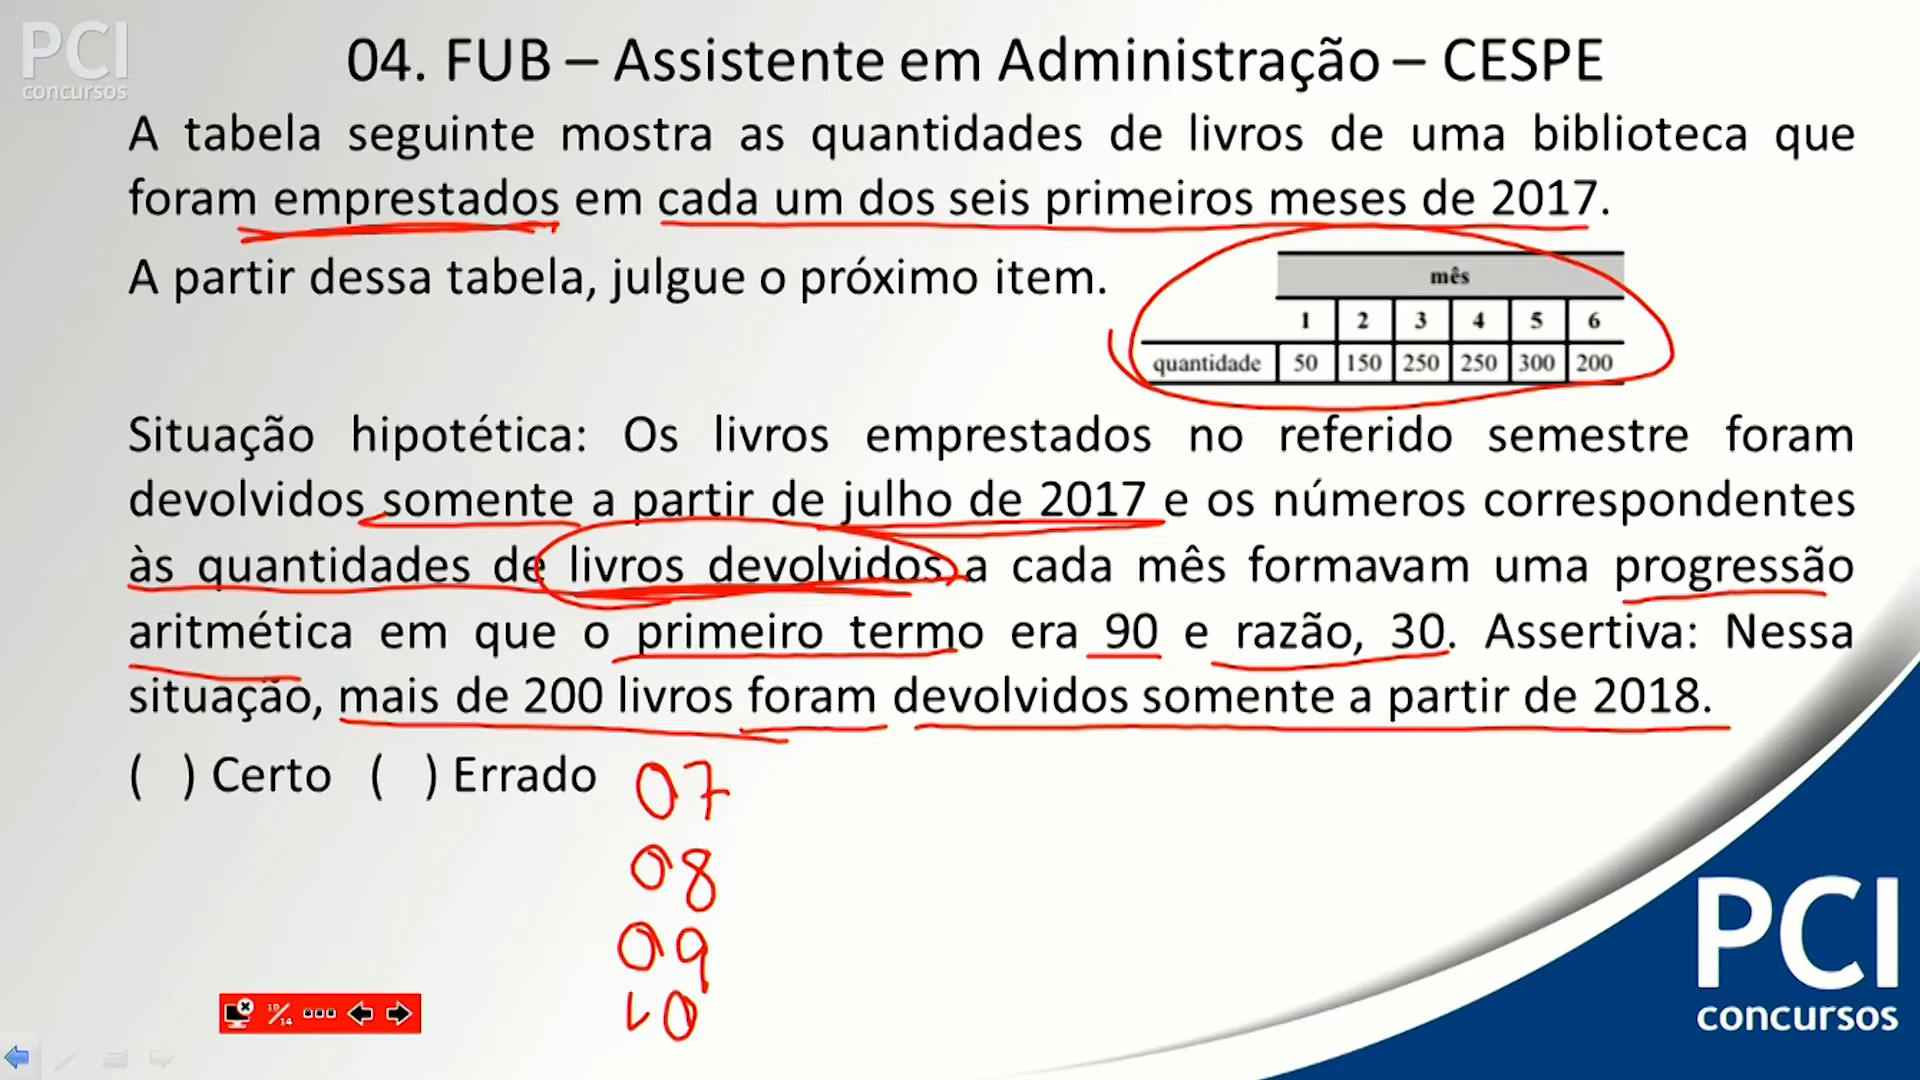 PCI
concursos
04. FUB – Assistente em Administração – CESPE
A tabela seguinte mostra as quantidades de livros de uma biblioteca que
foram emprestados em cada um dos seis primeiros meses de 2017.
A partir dessa tabela, julgue o próximo item.
mês
1 2 3 4 5 6
quantidade 50 150 250 250 300 200
Situação hipotética: Os livros emprestados no referido semestre foram
devolvidos somente a partir de julho de 2017 e os números correspondentes
às quantidades de livros devolvidos a cada mês formavam uma progressão
aritmética em que o primeiro termo era 90 e razão, 30. Assertiva: Nessa
situação, mais de 200 livros foram devolvidos somente a partir de 2018.
( ) Certo ( ) Errado
07
08
09
10
10/14
PCI
concursos